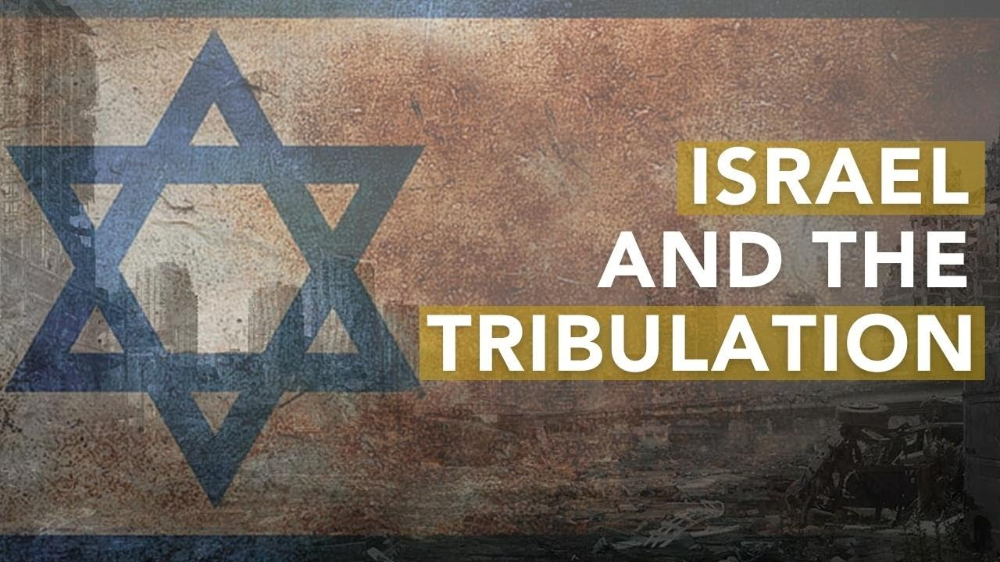 ISRAEL
AND THE
TRIBULATION